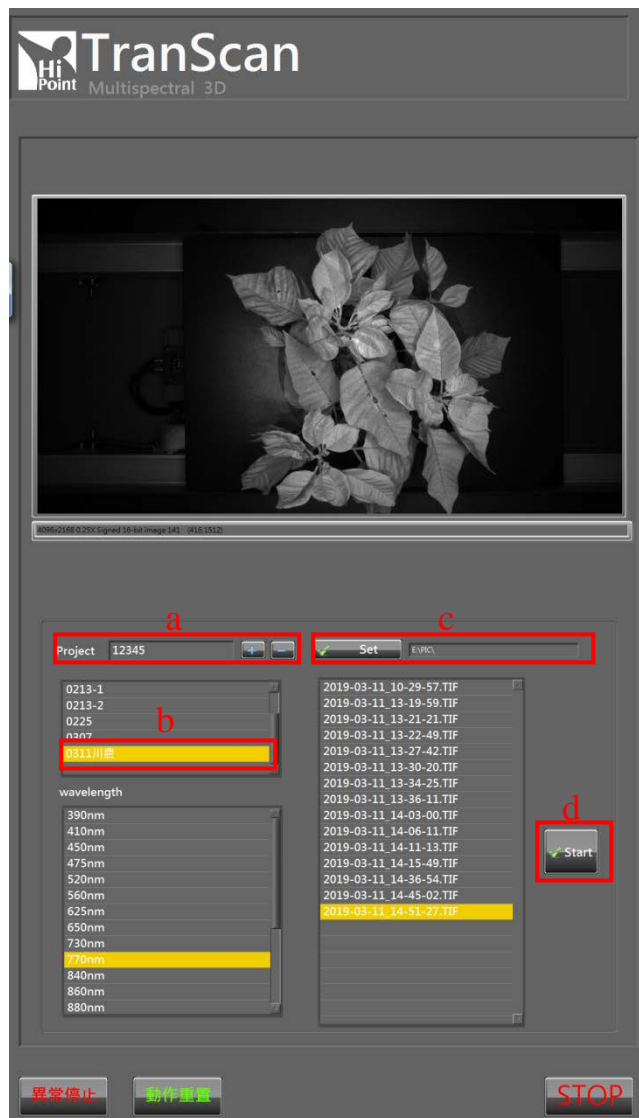 Hi
Point
TranScan
Multispectral 3D
4096x2168 0.25X Signed 16-bit image 141 (416,1512)
a
Project 12345 + -
c
Set E:\PIC\
0213-1
0213-2
0225
0307
b
0311川農
wavelength
390nm
410nm
450nm
475nm
520nm
560nm
625nm
650nm
730nm
770nm
840nm
860nm
880nm
2019-03-11_10-29-57.TIF
2019-03-11_13-19-59.TIF
2019-03-11_13-21-21.TIF
2019-03-11_13-22-49.TIF
2019-03-11_13-27-42.TIF
2019-03-11_13-30-20.TIF
2019-03-11_13-34-25.TIF
2019-03-11_13-36-11.TIF
2019-03-11_14-03-00.TIF
2019-03-11_14-06-11.TIF
2019-03-11_14-11-13.TIF
2019-03-11_14-15-49.TIF
2019-03-11_14-36-54.TIF
2019-03-11_14-45-02.TIF
2019-03-11_14-51-27.TIF
d
Start
異常停止
動作重置
STOP